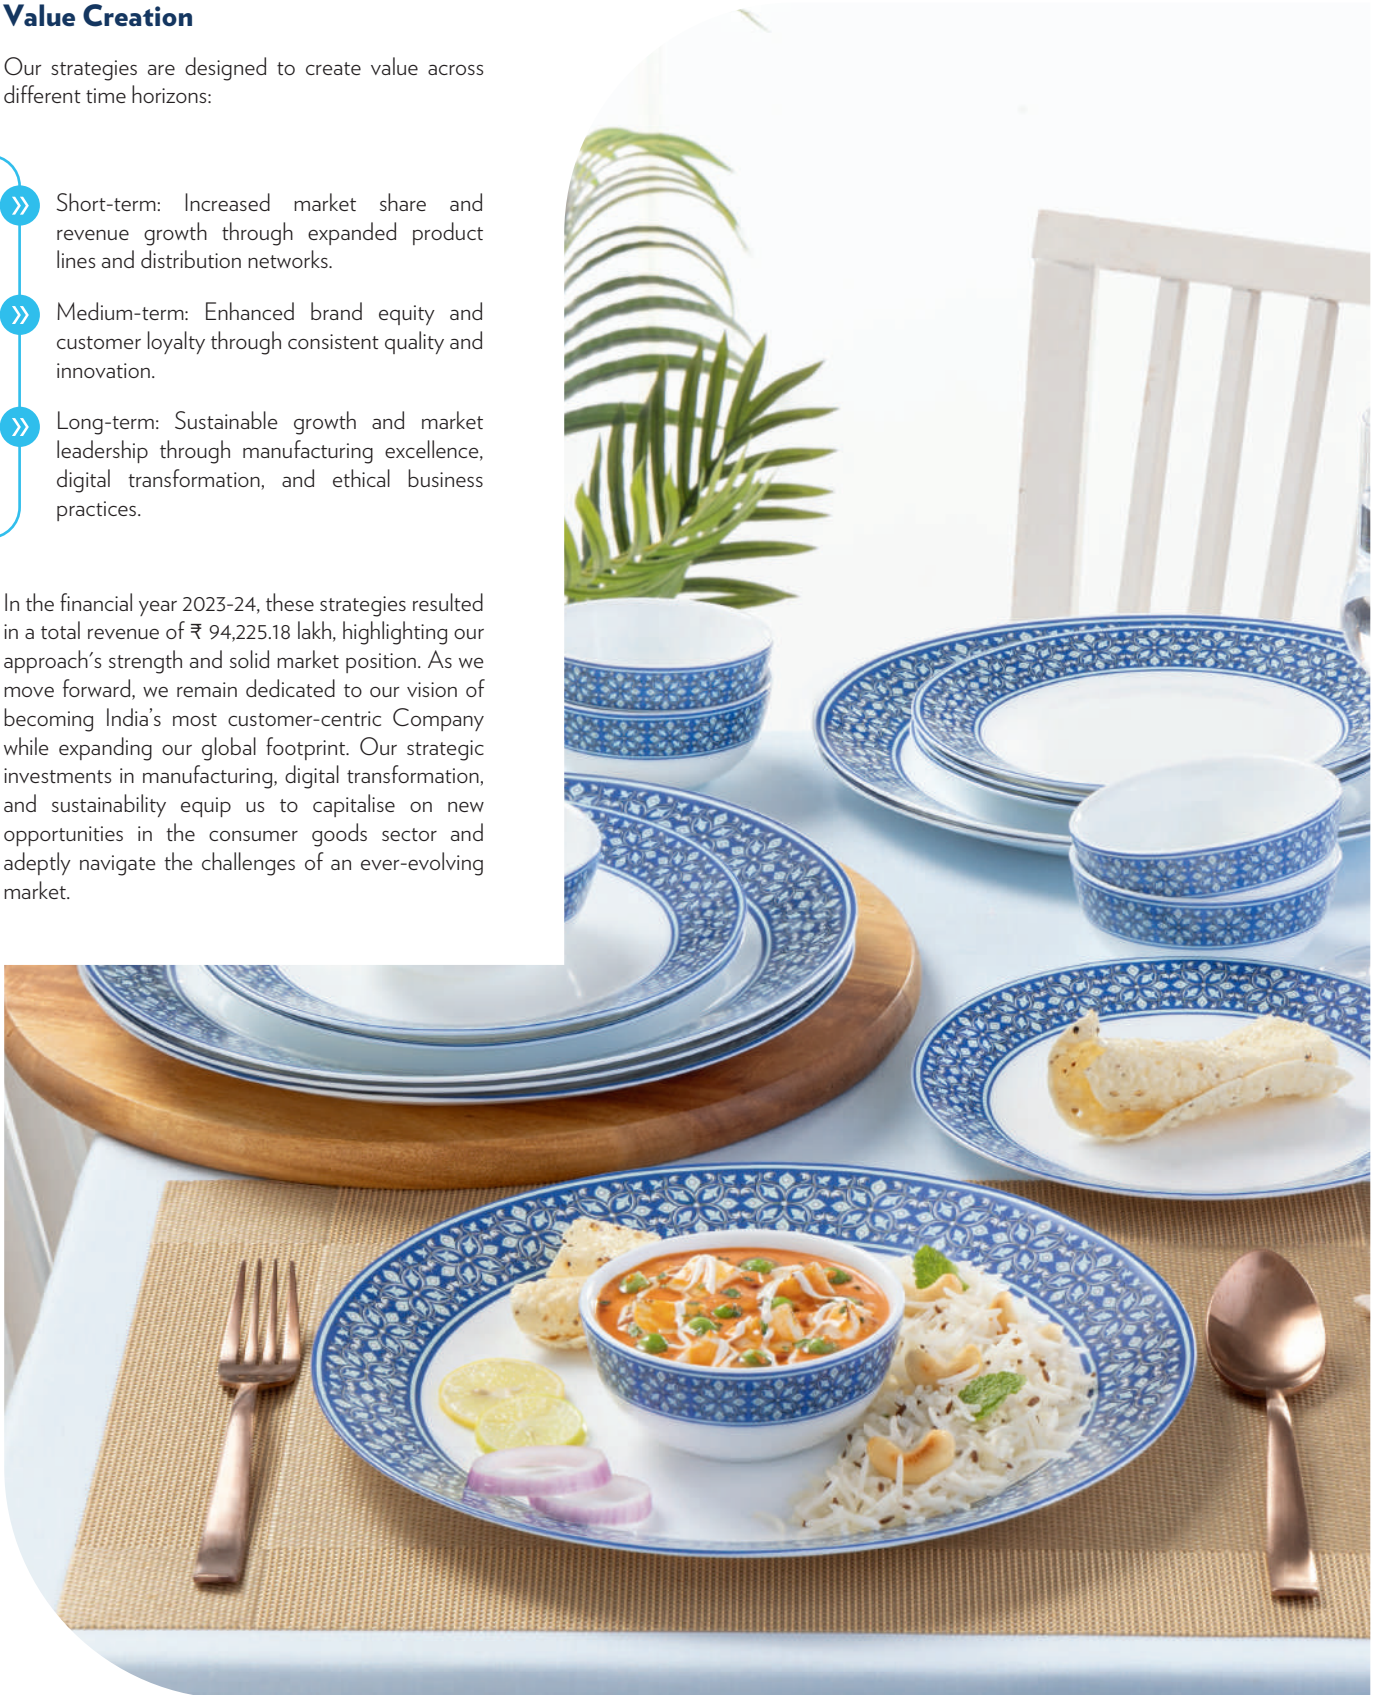 Value Creation
Our strategies are designed to create value across
different time horizons:
Short-term: Increased market share and
revenue growth through expanded product
lines and distribution networks.
Medium-term: Enhanced brand equity and
customer loyalty through consistent quality and
innovation.
Long-term: Sustainable growth and market
leadership through manufacturing excellence,
digital transformation, and ethical business
practices.
In the financial year 2023-24, these strategies resulted
in a total revenue of ₹ 94,225.18 lakh, highlighting our
approach's strength and solid market position. As we
move forward, we remain dedicated to our vision of
becoming India's most customer-centric Company
while expanding our global footprint. Our strategic
investments in manufacturing, digital transformation,
and sustainability equip us to capitalise on new
opportunities in the consumer goods sector and
adeptly navigate the challenges of an ever-evolving
market.